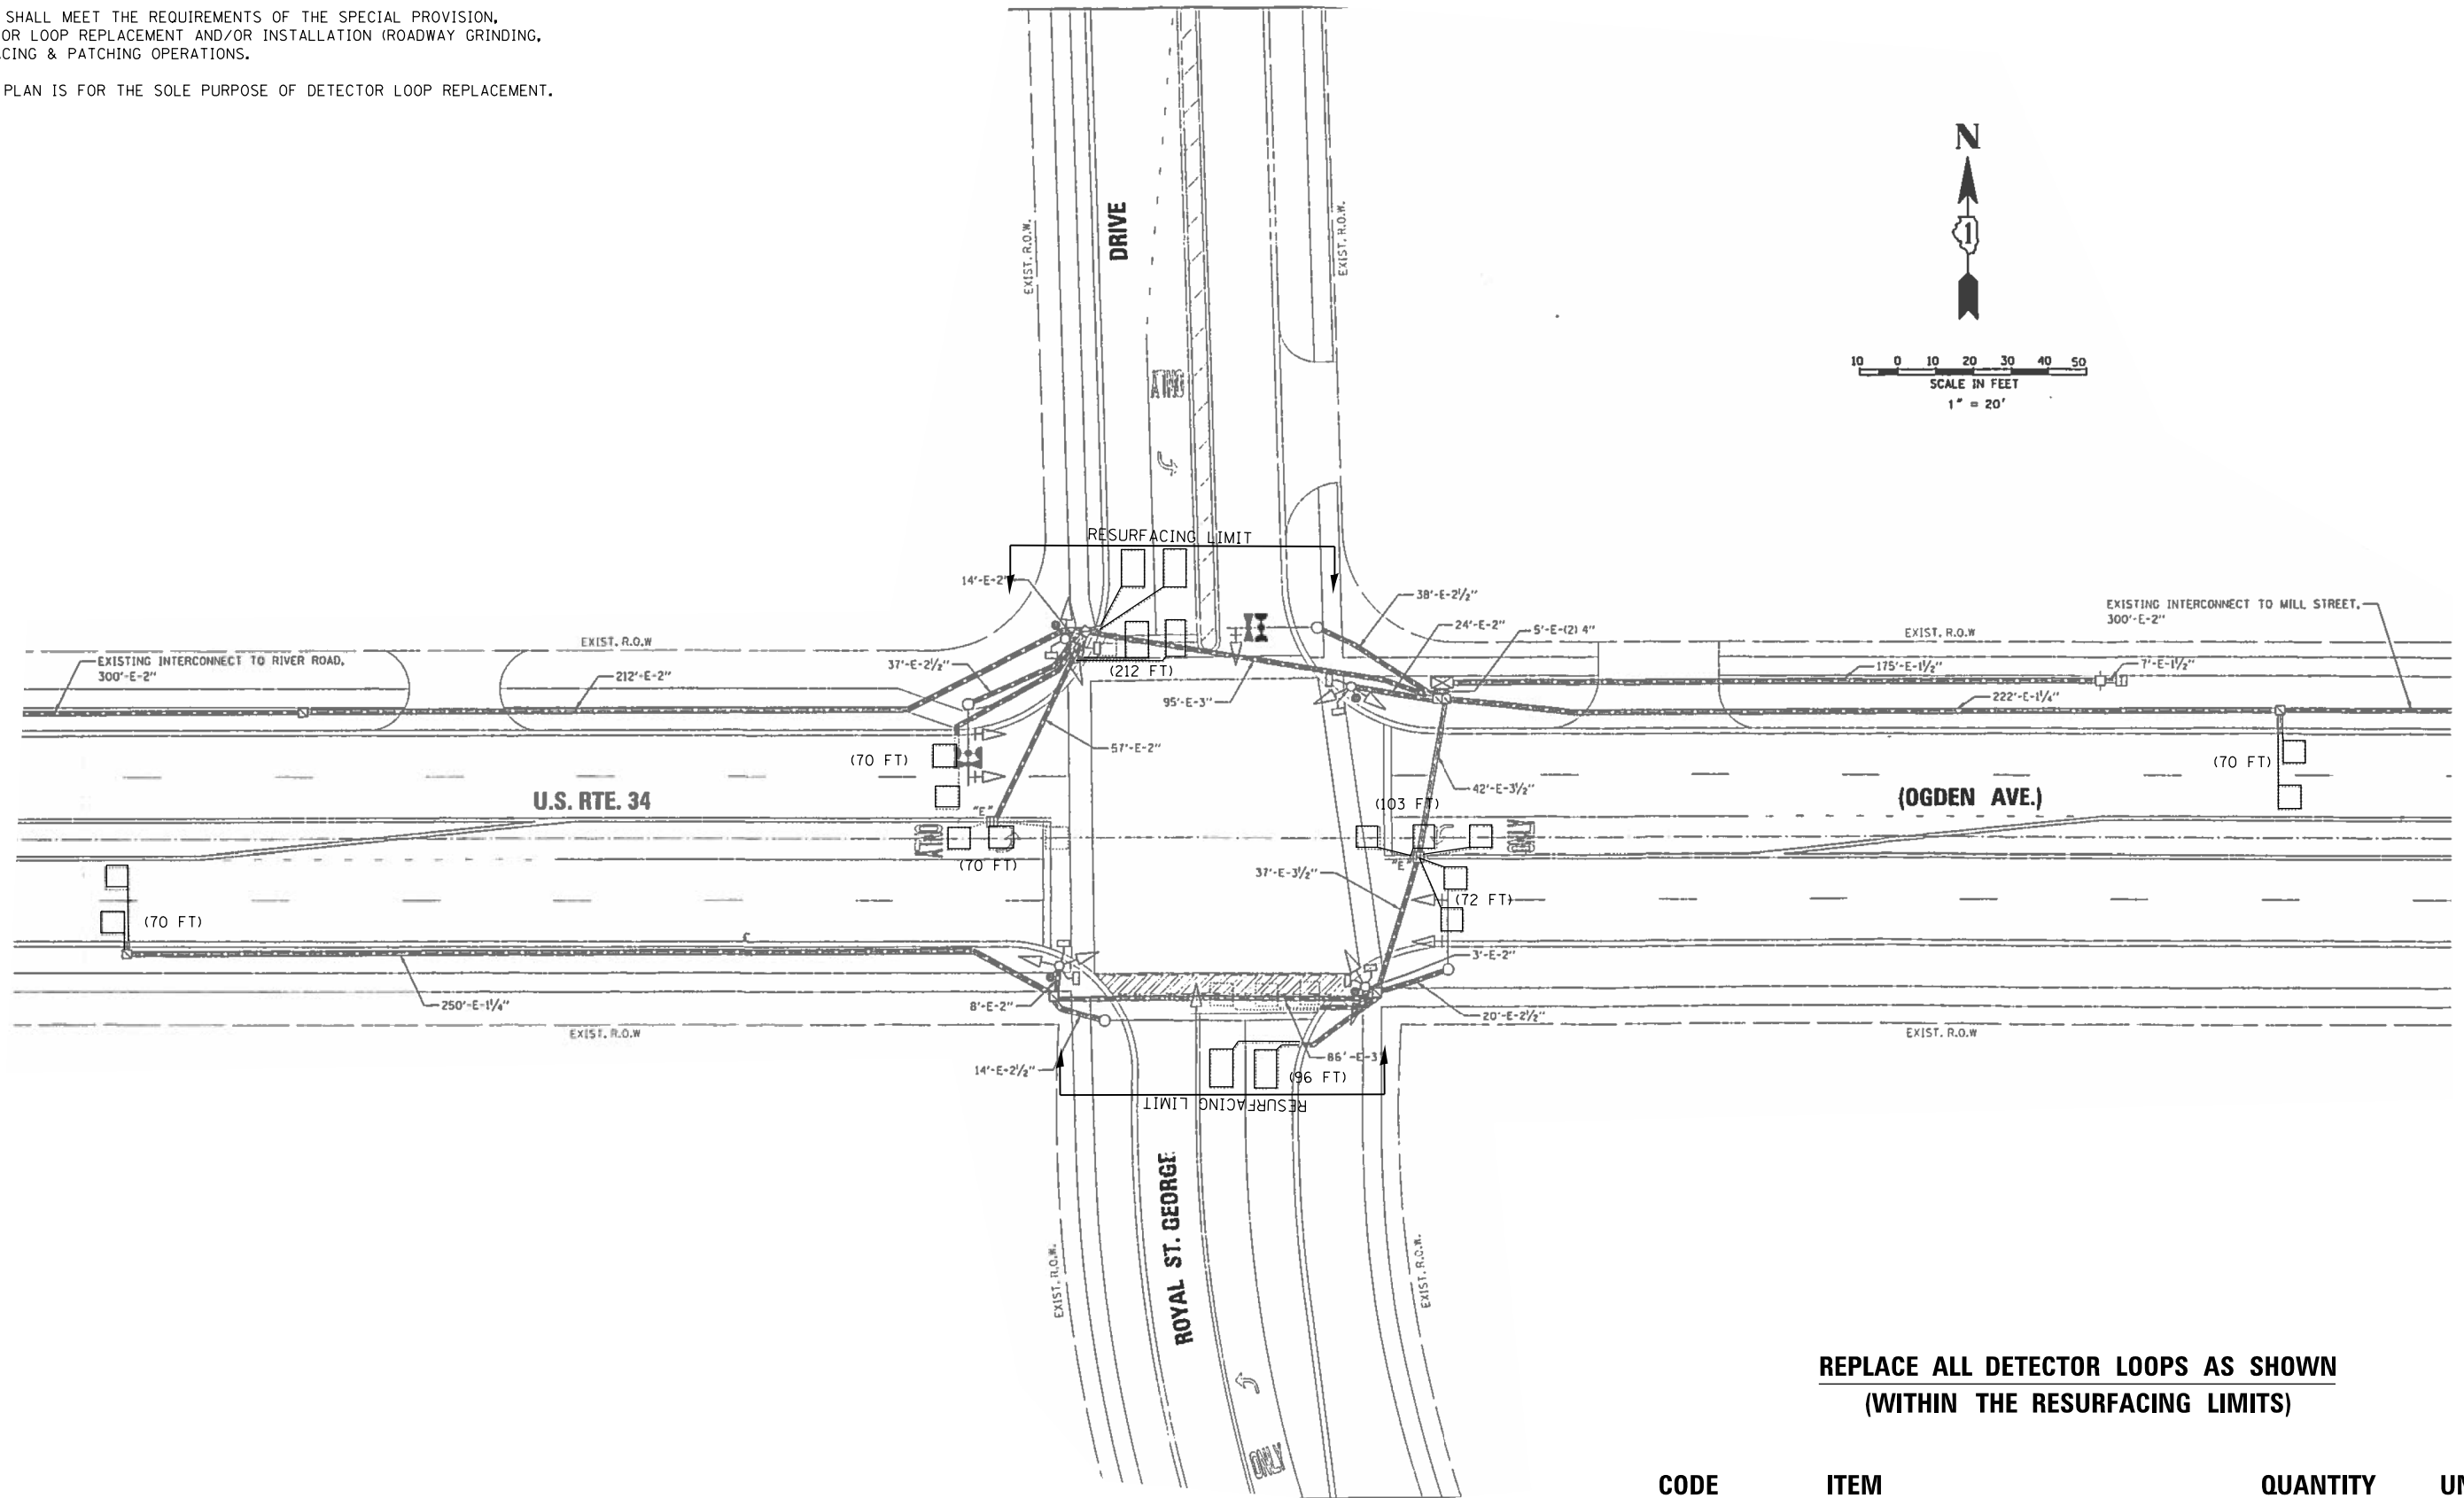 SHALL MEET THE REQUIREMENTS OF THE SPECIAL PROVISION,
OR LOOP REPLACEMENT AND/OR INSTALLATION (ROADWAY GRINDING,
CING & PATCHING OPERATIONS.
PLAN IS FOR THE SOLE PURPOSE OF DETECTOR LOOP REPLACEMENT.
N
1
10 0 10 20 30 40 50
SCALE IN FEET
1" = 20'
DRIVE
EXIST. R.O.W.
EXIST. R.O.W.
ONLY
RESURFACING LIMIT
14'-E-2"
38'-E-2½"
24'-E-2"
5'-E-(2) 4"
EXISTING INTERCONNECT TO MILL STREET.
300'-E-2"
EXIST. R.O.W
EXIST. R.O.W
EXISTING INTERCONNECT TO RIVER ROAD.
300'-E-2"
212'-E-2"
37'-E-2½"
(212 FT)
95'-E-3"
175'-E-1½"
7'-E-1½"
222'-E-1¼"
57'-E-2"
(70 FT)
(70 FT)
42'-E-3½"
U.S. RTE. 34
(OGDEN AVE.)
"E"
(103 FT)
ONLY
(70 FT)
"E"
ONLY
37'-E-3½"
(72 FT)
(70 FT)
3'-E-2"
250'-E-1¼"
8'-E-2"
20'-E-2½"
EXIST. R.O.W
EXIST. R.O.W
14'-E-2½"
86'-E-3
(96 FT)
RESURFACING LIMIT
ROYAL ST. GEORGE
EXIST. R.O.W.
EXIST. R.O.W.
ONLY
REPLACE ALL DETECTOR LOOPS AS SHOWN
(WITHIN THE RESURFACING LIMITS)
CODE ITEM QUANTITY UN